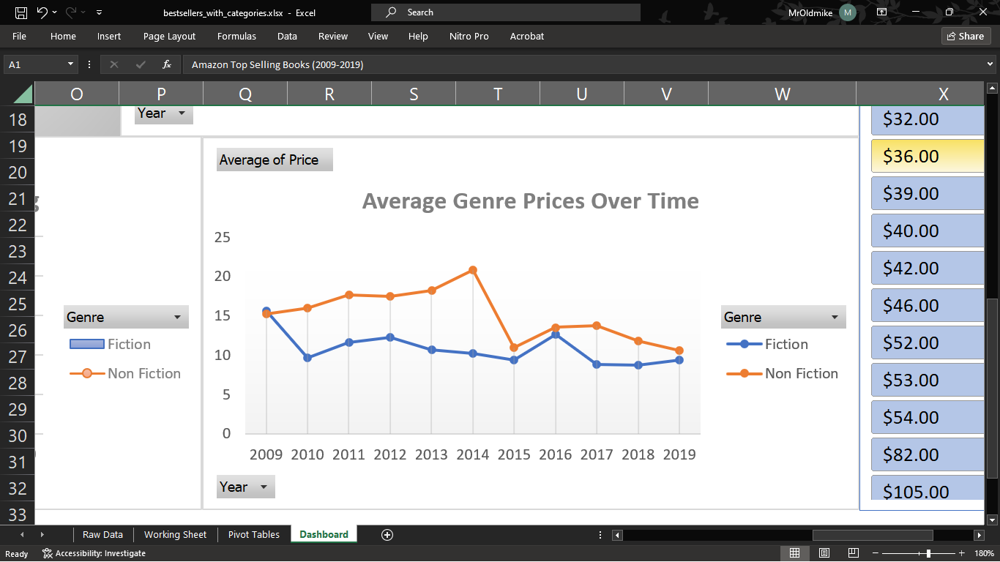 bestsellers_with_categories.xlsx - Excel
Search
MrOldmike M
File Home Insert Page Layout Formulas Data Review View Help Nitro Pro Acrobat Share
A1 fx Amazon Top Selling Books (2009-2019)
O P Q R S T U V W X
18
19
20
21
22
23
24
25
26
27
28
29
30
31
32
33
Year
Genre
Fiction
Non Fiction
Average of Price
Average Genre Prices Over Time
25
20
15
10
5
0
2009 2010 2011 2012 2013 2014 2015 2016 2017 2018 2019
Year
Genre
Fiction
Non Fiction
$32.00
$36.00
$39.00
$40.00
$42.00
$46.00
$52.00
$53.00
$54.00
$82.00
$105.00
Raw Data Working Sheet Pivot Tables Dashboard
Ready Accessibility: Investigate 180%